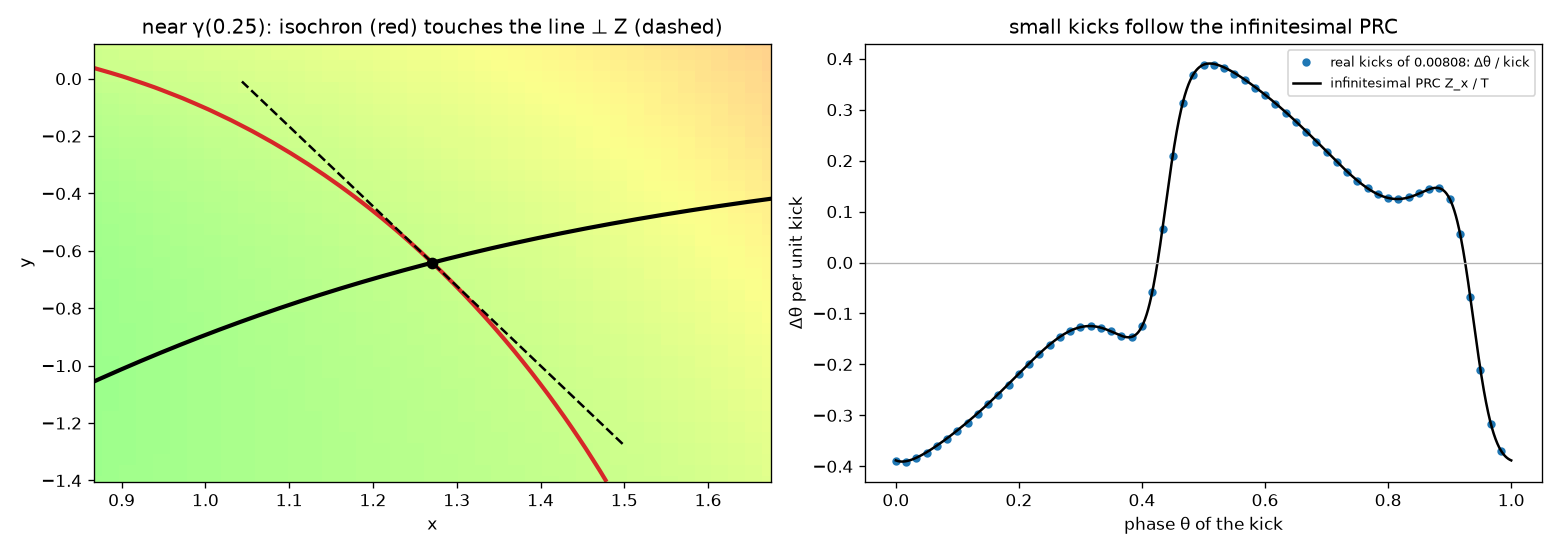 near γ(0.25): isochron (red) touches the line ⊥ Z (dashed)
0.0
−0.2
−0.4
−0.6
−0.8
−1.0
−1.2
−1.4
y
0.9 1.0 1.1 1.2 1.3 1.4 1.5 1.6
x
small kicks follow the infinitesimal PRC
real kicks of 0.00808: Δθ / kick
infinitesimal PRC Z_x / T
0.4
0.3
0.2
0.1
0.0
−0.1
−0.2
−0.3
−0.4
Δθ per unit kick
0.0 0.2 0.4 0.6 0.8 1.0
phase θ of the kick